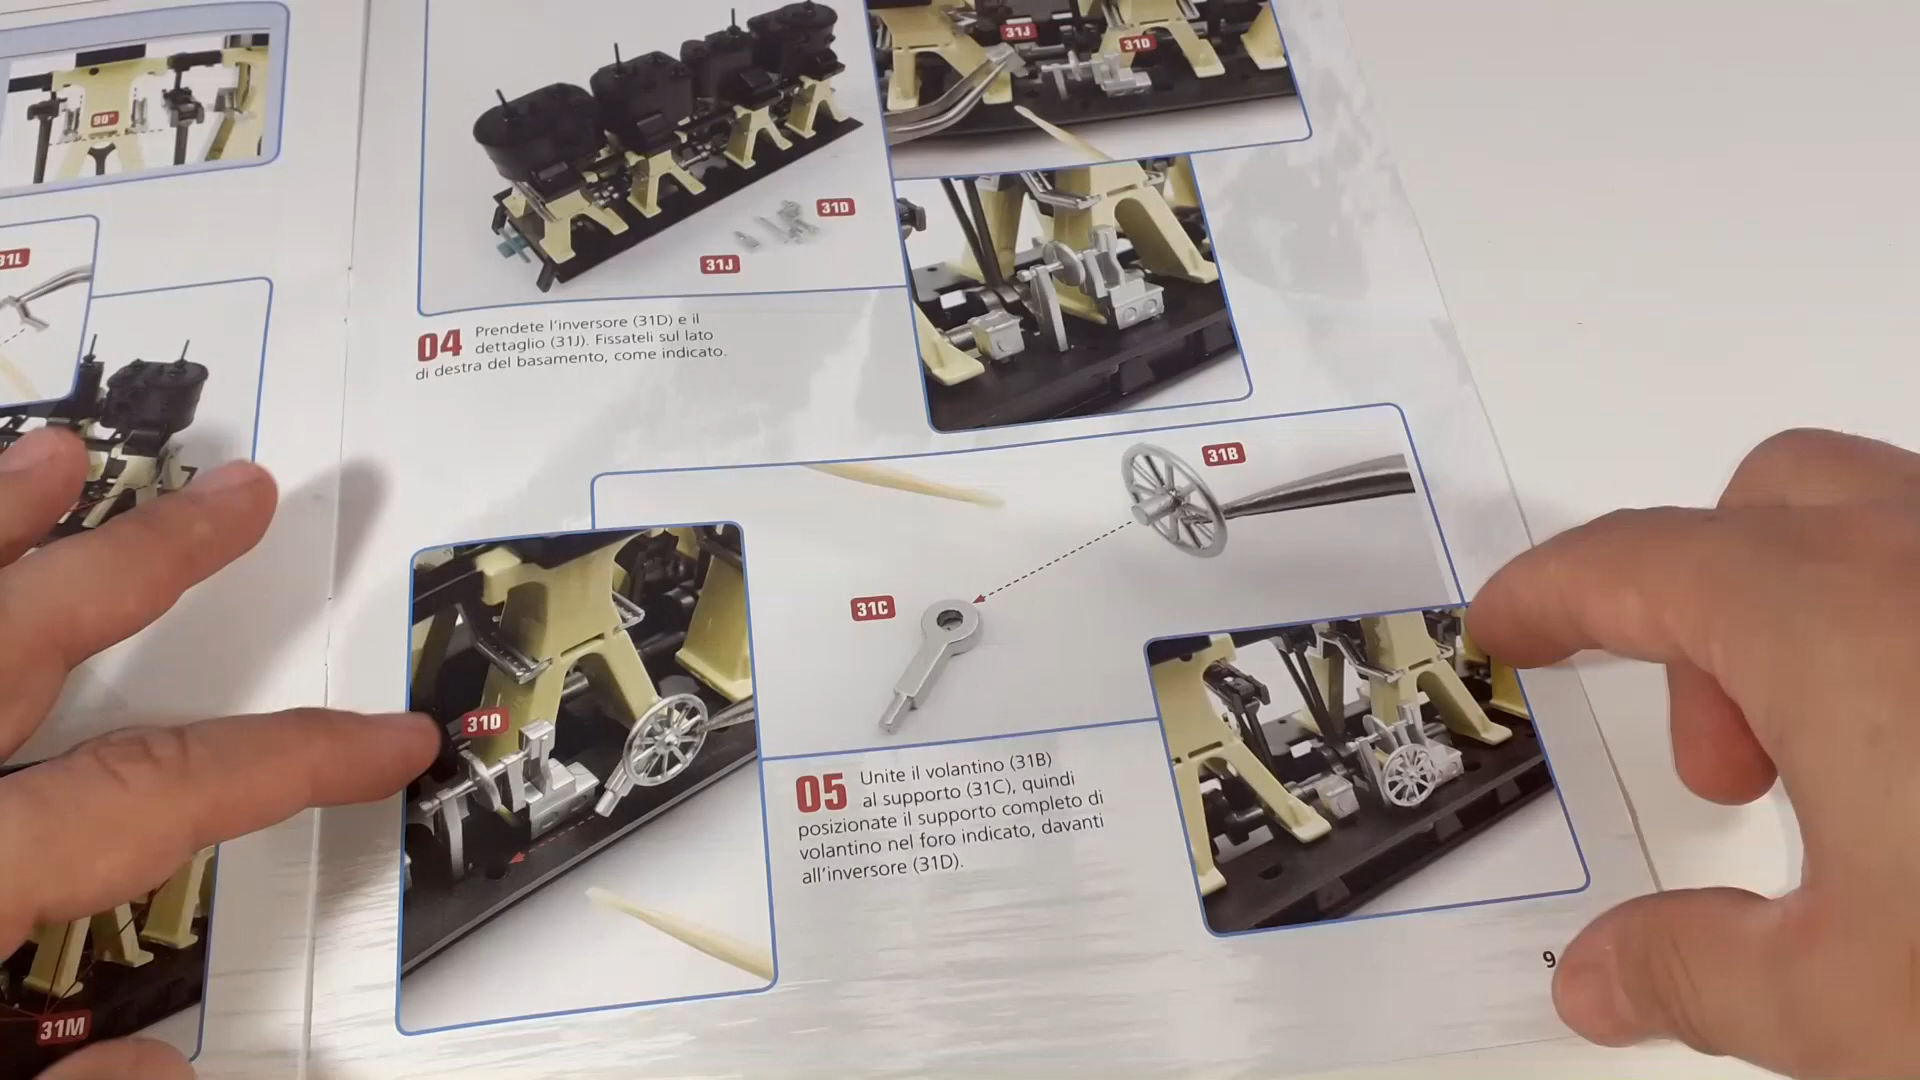 90°
31L
31M
31D
31J
04 Prendete l'inversore (31D) e il
dettaglio (31J). Fissateli sul lato
di destra del basamento, come indicato.
31J
31D
31B
31C
31D
05 Unite il volantino (31B)
al supporto (31C), quindi
posizionate il supporto completo di
volantino nel foro indicato, davanti
all'inversore (31D).
9